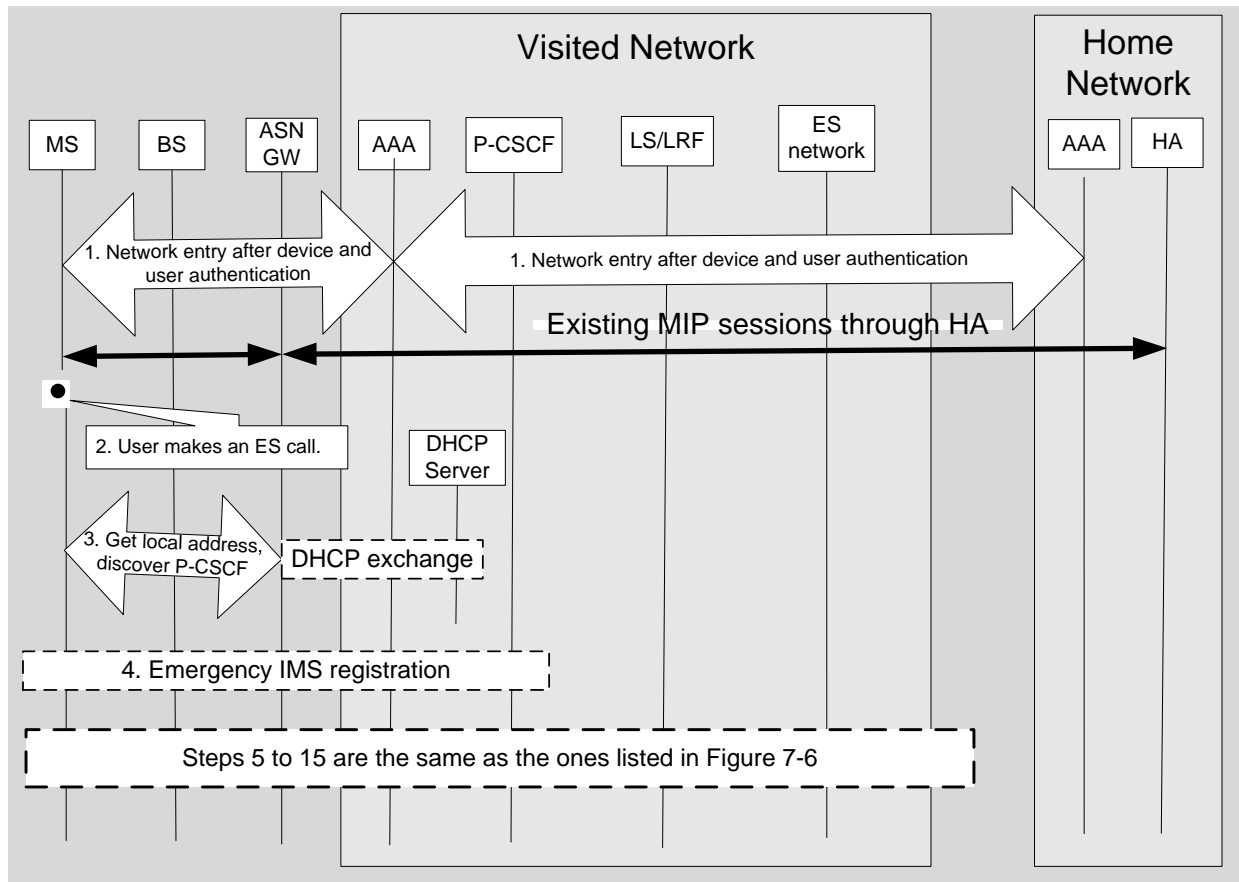 Visited Network
Home
Network
MS
BS
ASN
GW
AAA
P-CSCF
LS/LRF
ES
network
AAA
HA
1. Network entry after device and
user authentication
1. Network entry after device and user authentication
Existing MIP sessions through HA
2. User makes an ES call.
DHCP
Server
3. Get local address,
discover P-CSCF
DHCP exchange
4. Emergency IMS registration
Steps 5 to 15 are the same as the ones listed in Figure 7-6